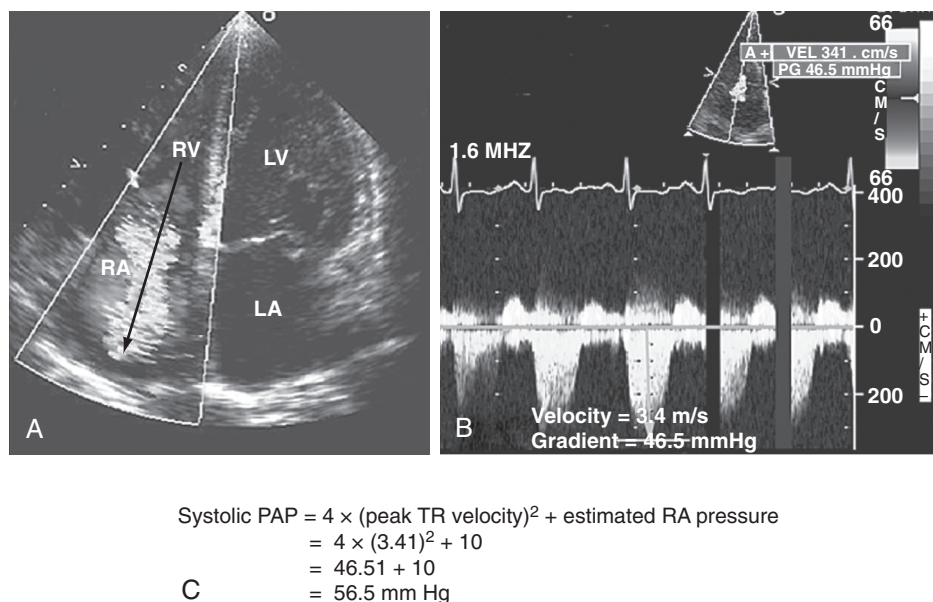 RV
LV
RA
LA
A
66
A + VEL 341 . cm/s
PG 46.5 mmHg
C
M
/
S
66
1.6 MHZ
400
200
0
200
+
C
M
/
S
–
Velocity = 3.4 m/s
Gradient = 46.5 mmHg
B
Systolic PAP = 4 × (peak TR velocity)² + estimated RA pressure
= 4 × (3.41)² + 10
= 46.51 + 10
= 56.5 mm Hg
C